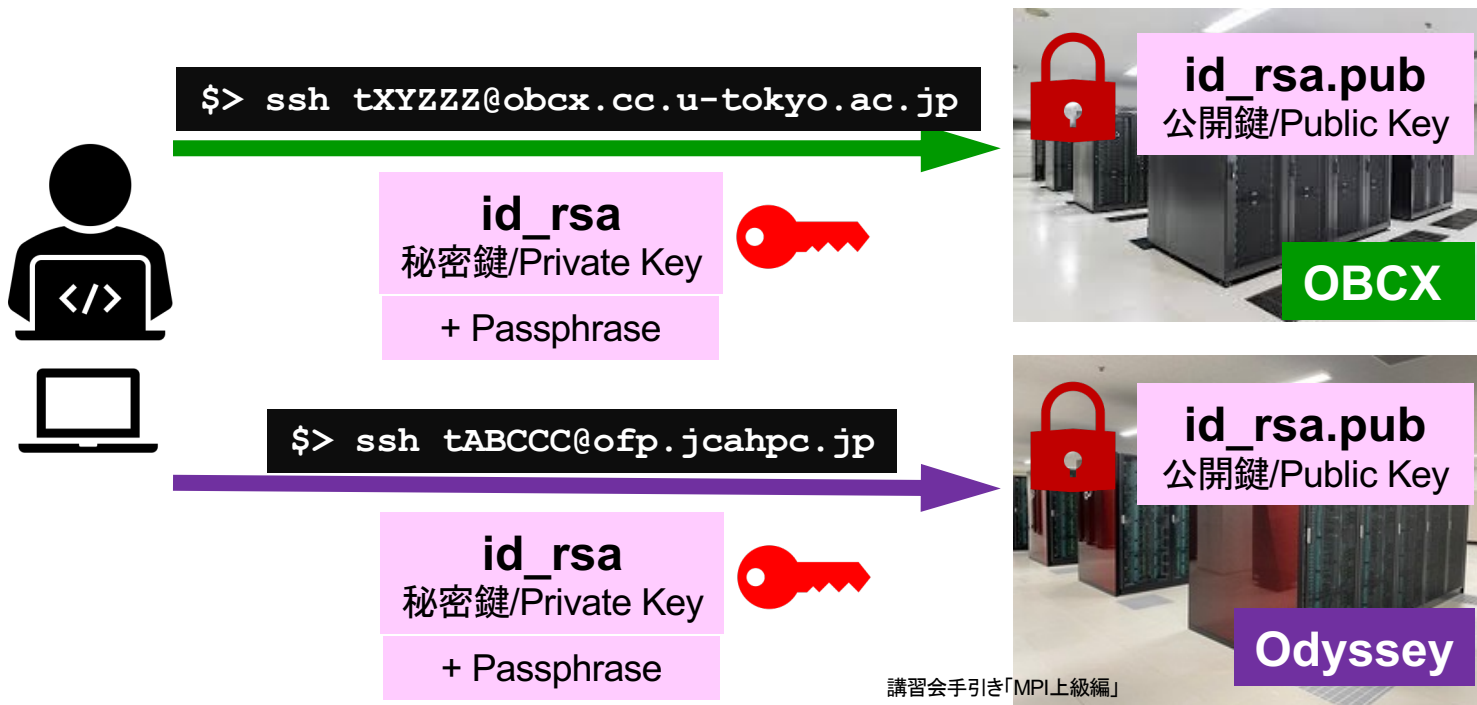 $> ssh tXYZZZ@obcx.cc.u-tokyo.ac.jp
id_rsa.pub
公開鍵/Public Key
id_rsa
秘密鍵/Private Key
+ Passphrase
</>
OBCX
$> ssh tABCCC@ofp.jcahpc.jp
id_rsa.pub
公開鍵/Public Key
id_rsa
秘密鍵/Private Key
+ Passphrase
Odyssey
講習会手引き「MPI上級編」